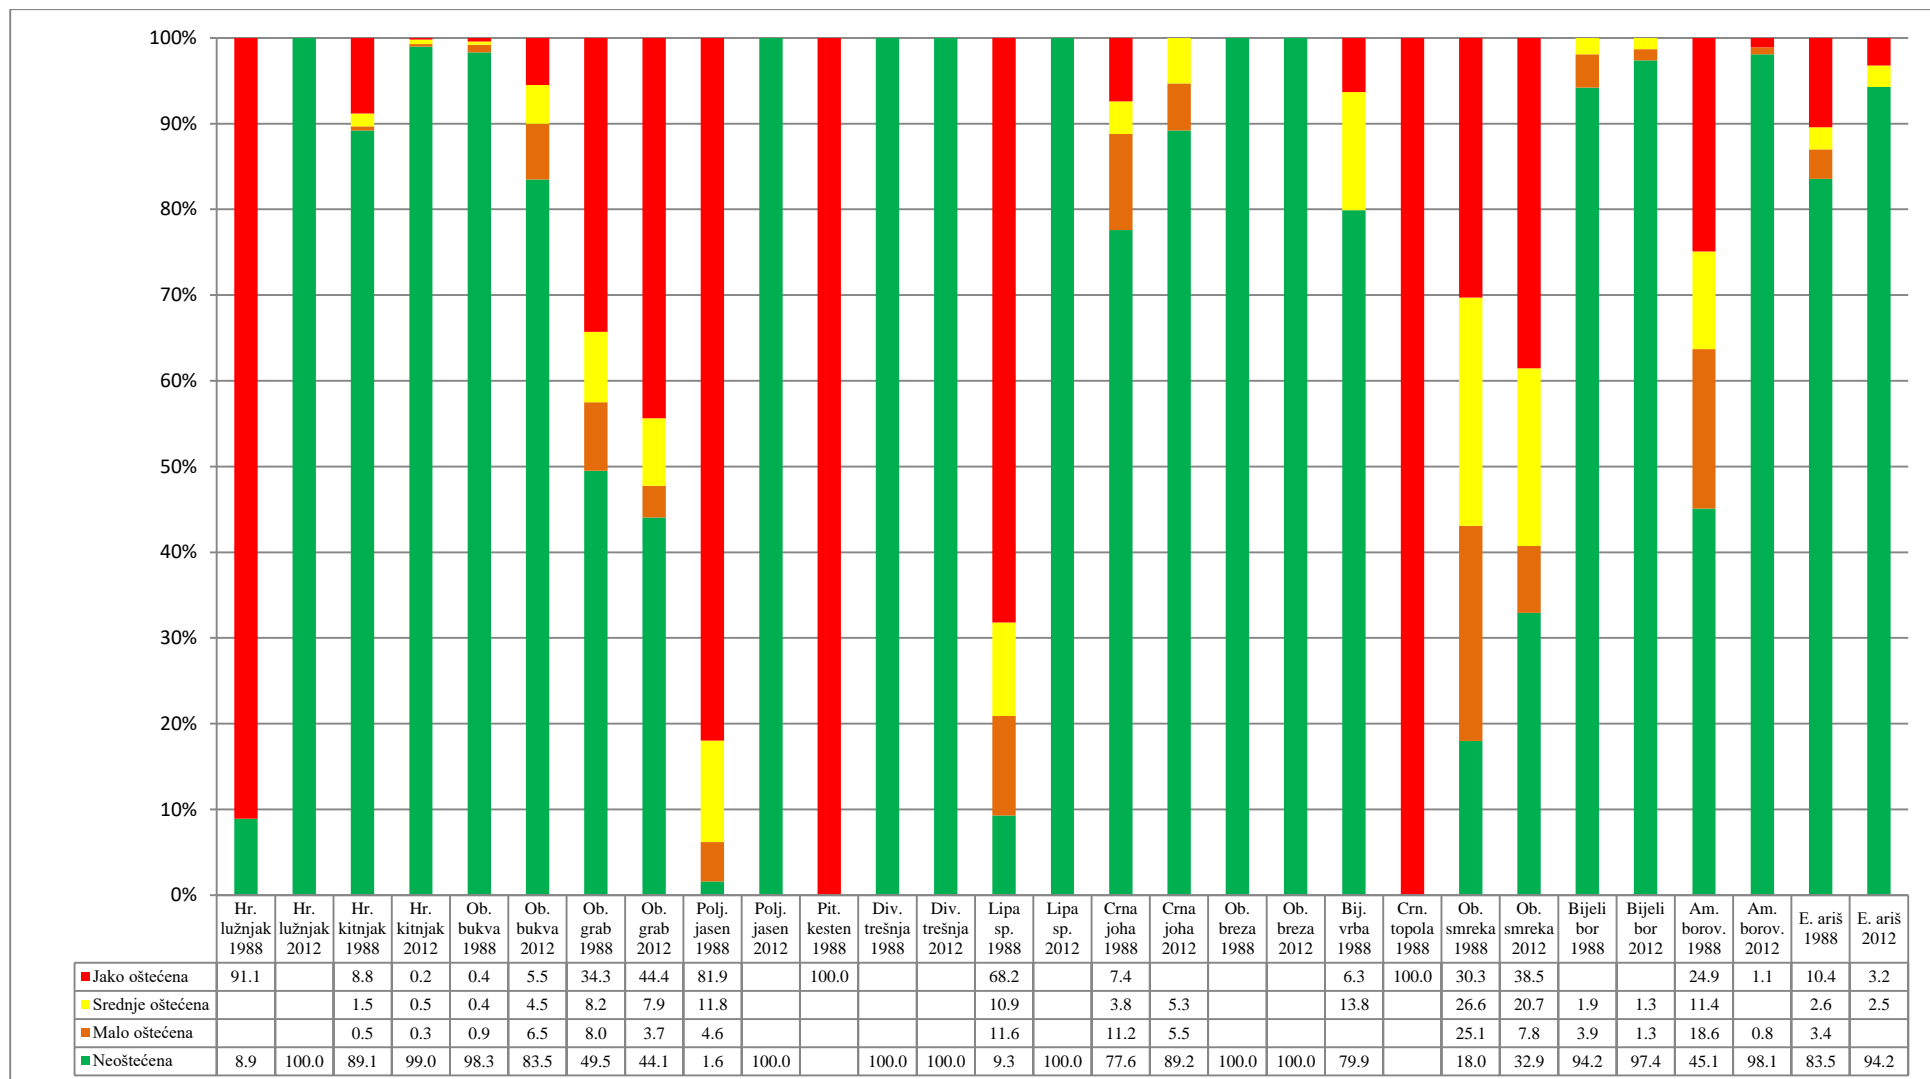 100%
90%
80%
70%
60%
50%
40%
30%
20%
10%
0%
Hr. lužnjak 1988 Hr. lužnjak 2012 Hr. kitnjak 1988 Hr. kitnjak 2012 Ob. bukva 1988 Ob. bukva 2012 Ob. grab 1988 Ob. grab 2012 Polj. jasen 1988 Polj. jasen 2012 Pit. kesten 1988 Div. trešnja 1988 Div. trešnja 2012 Lipa sp. 1988 Lipa sp. 2012 Crna joha 1988 Crna joha 2012 Ob. breza 1988 Ob. breza 2012 Bij. vrba 1988 Crn. topola 1988 Ob. smreka 1988 Ob. smreka 2012 Bijeli bor 1988 Bijeli bor 2012 Am. borov. 1988 Am. borov. 2012 E. ariš 1988 E. ariš 2012
Jako oštećena 91.1 8.8 0.2 0.4 5.5 34.3 44.4 81.9 100.0 68.2 7.4 6.3 100.0 30.3 38.5 24.9 1.1 10.4 3.2
Srednje oštećena 1.5 0.5 0.4 4.5 8.2 7.9 11.8 10.9 3.8 5.3 13.8 26.6 20.7 1.9 1.3 11.4 2.6 2.5
Malo oštećena 0.5 0.3 0.9 6.5 8.0 3.7 4.6 11.6 11.2 5.5 25.1 7.8 3.9 1.3 18.6 0.8 3.4
Neoštećena 8.9 100.0 89.1 99.0 98.3 83.5 49.5 44.1 1.6 100.0 100.0 100.0 9.3 100.0 77.6 89.2 100.0 100.0 79.9 18.0 32.9 94.2 97.4 45.1 98.1 83.5 94.2